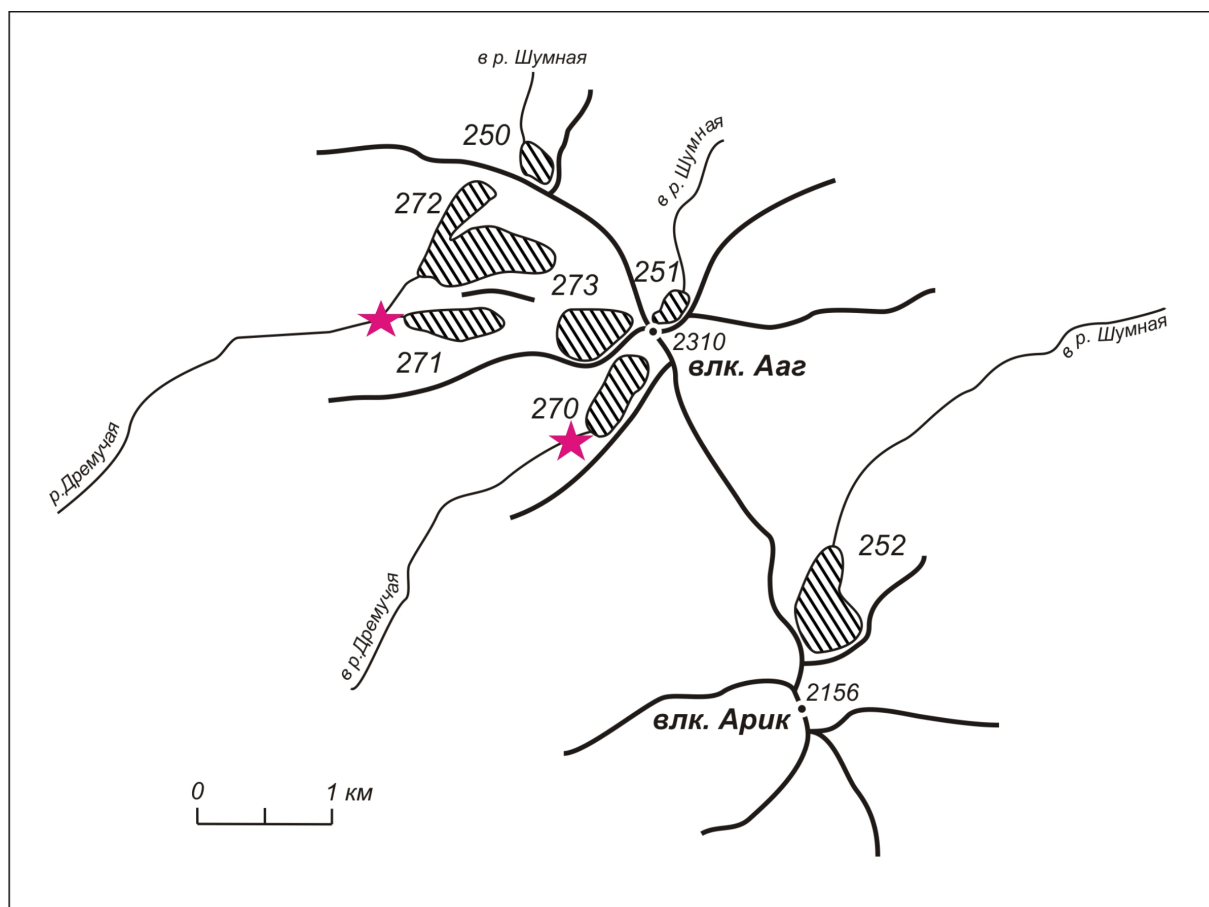 в р. Шумная
250
в р. Шумная
272
251
273
2310
в р. Шумная
271
влк. Ааг
270
р.Дремучая
252
в р.Дремучая
2156
влк. Арик
0 1 км